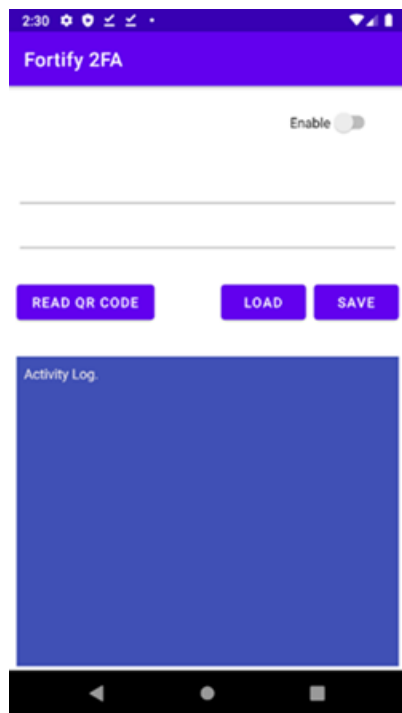 2:30
Fortify 2FA
Enable
READ QR CODE LOAD SAVE
Activity Log.